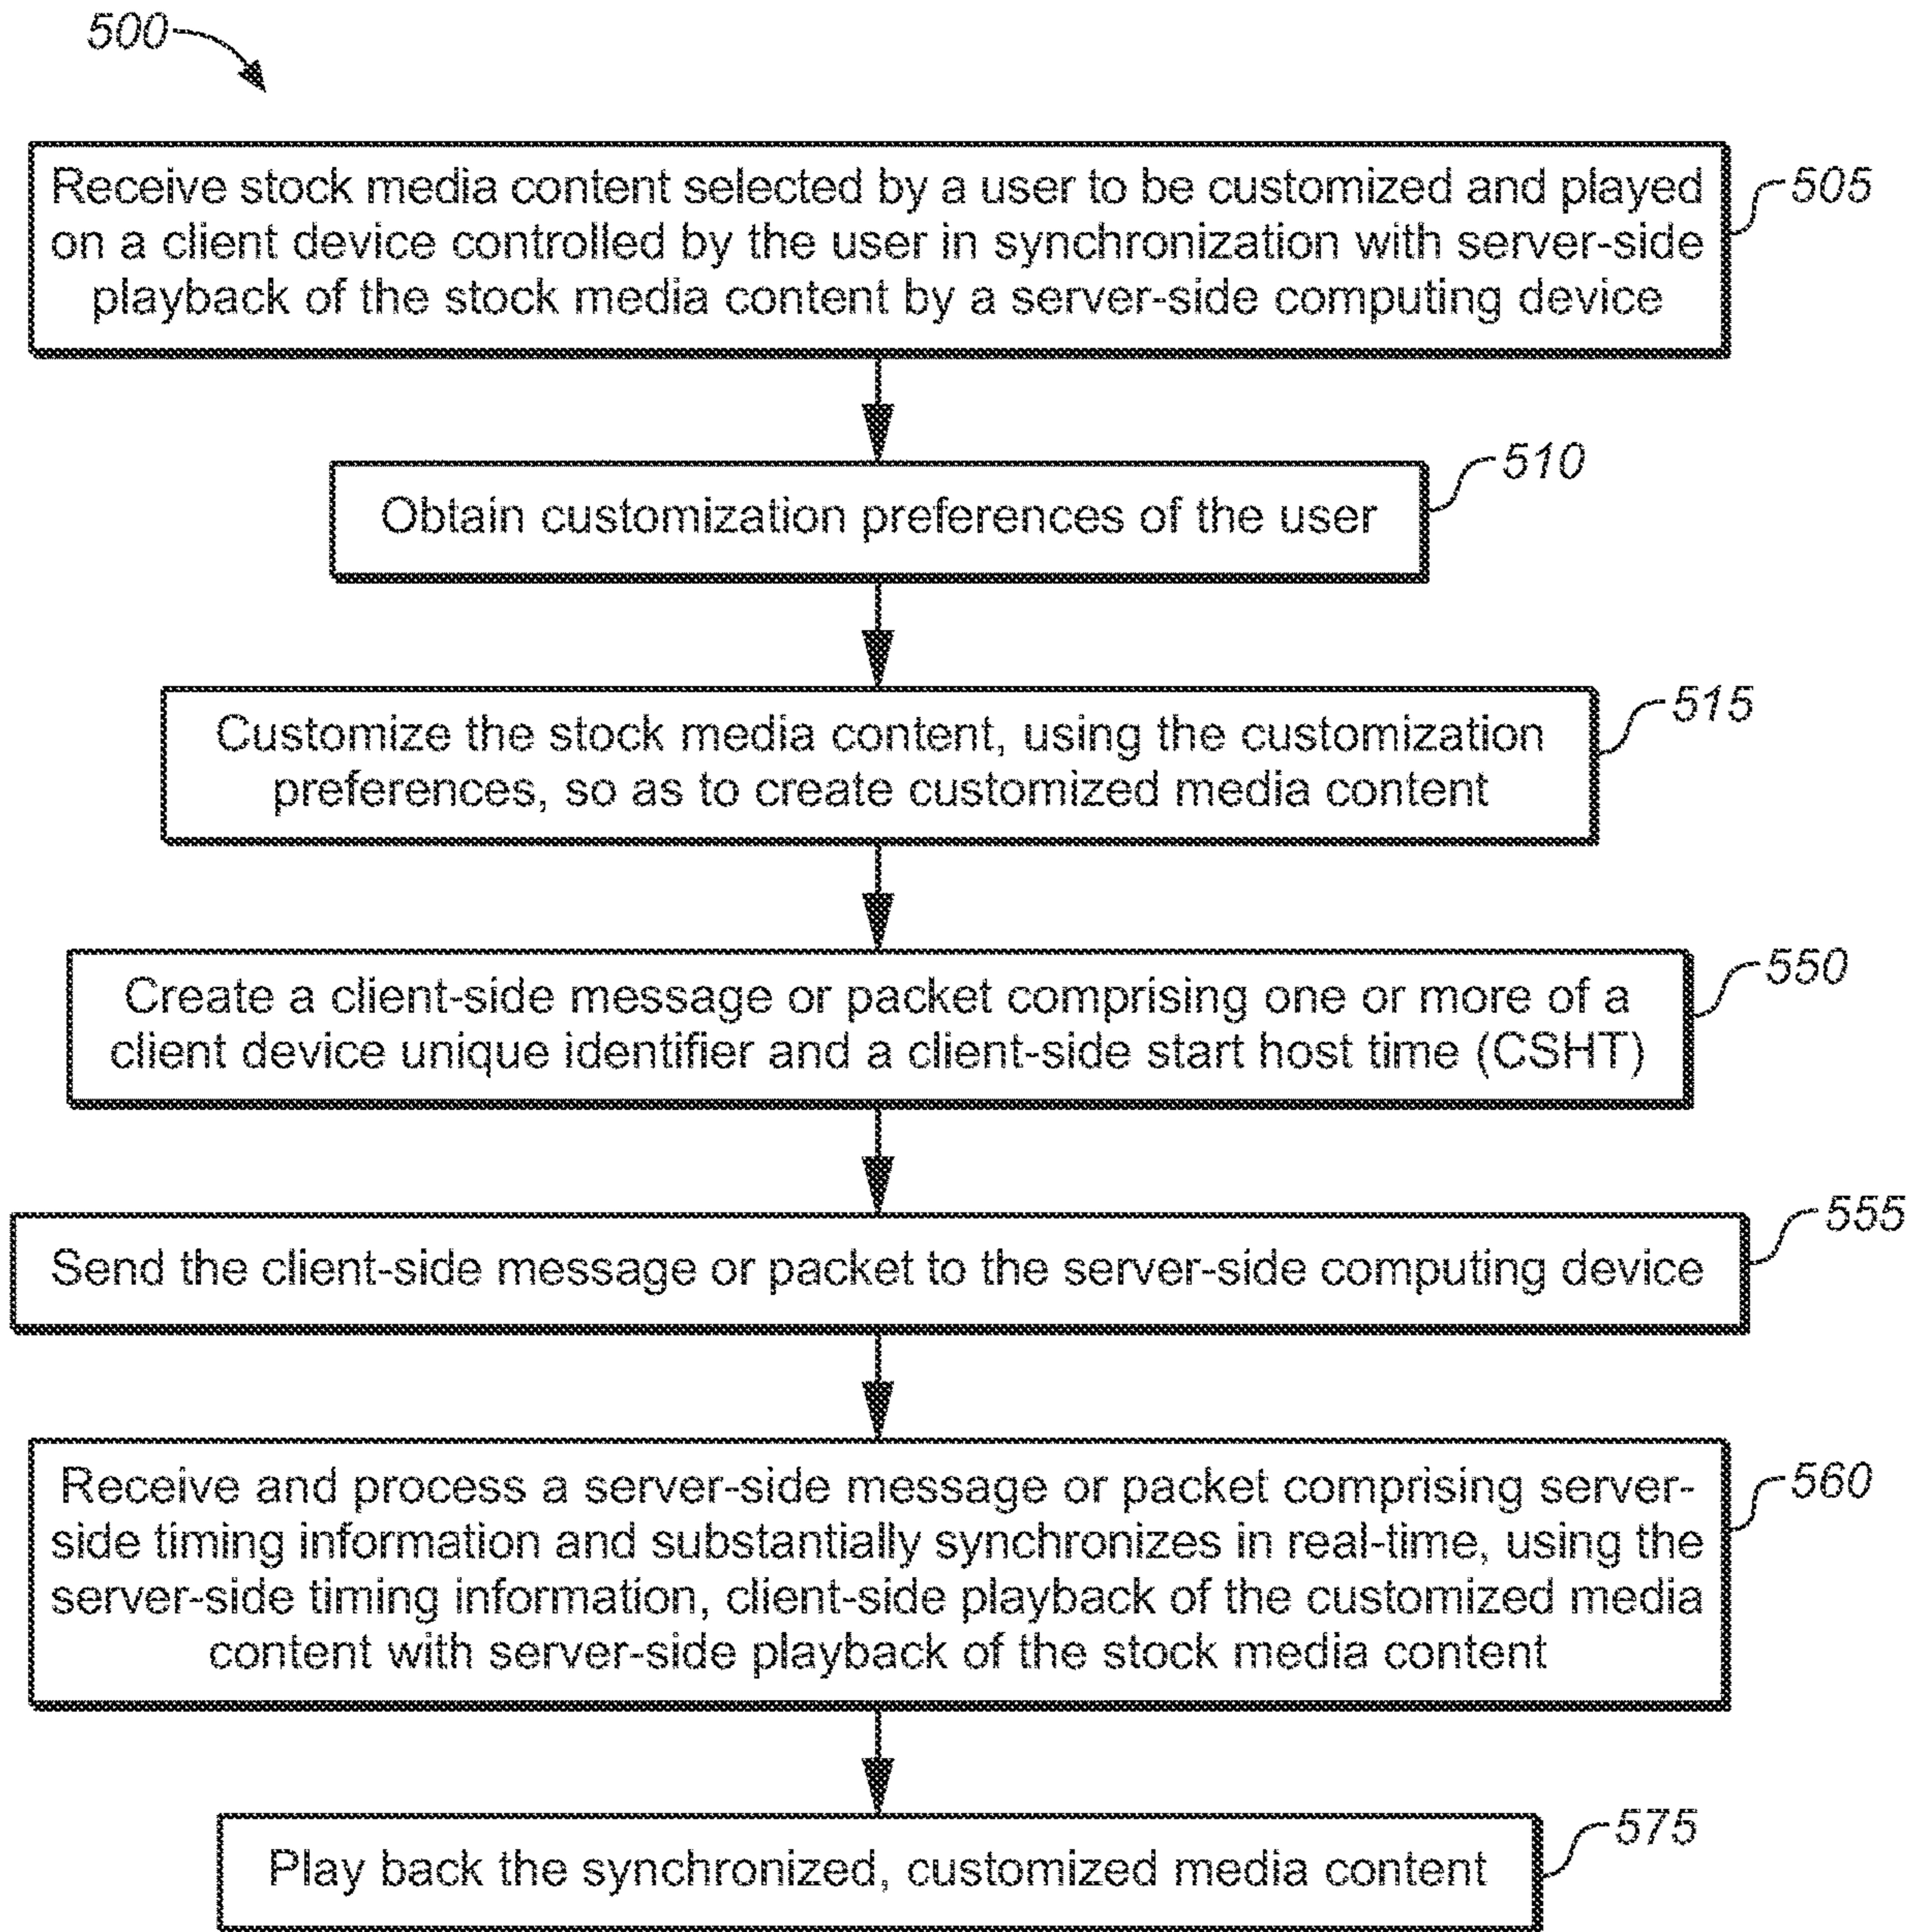 500
Receive stock media content selected by a user to be customized and played
on a client device controlled by the user in synchronization with server-side
playback of the stock media content by a server-side computing device
505
Obtain customization preferences of the user
510
Customize the stock media content, using the customization
preferences, so as to create customized media content
515
Create a client-side message or packet comprising one or more of a
client device unique identifier and a client-side start host time (CSHT)
550
Send the client-side message or packet to the server-side computing device
555
Receive and process a server-side message or packet comprising server-
side timing information and substantially synchronizes in real-time, using the
server-side timing information, client-side playback of the customized media
content with server-side playback of the stock media content
560
Play back the synchronized, customized media content
575